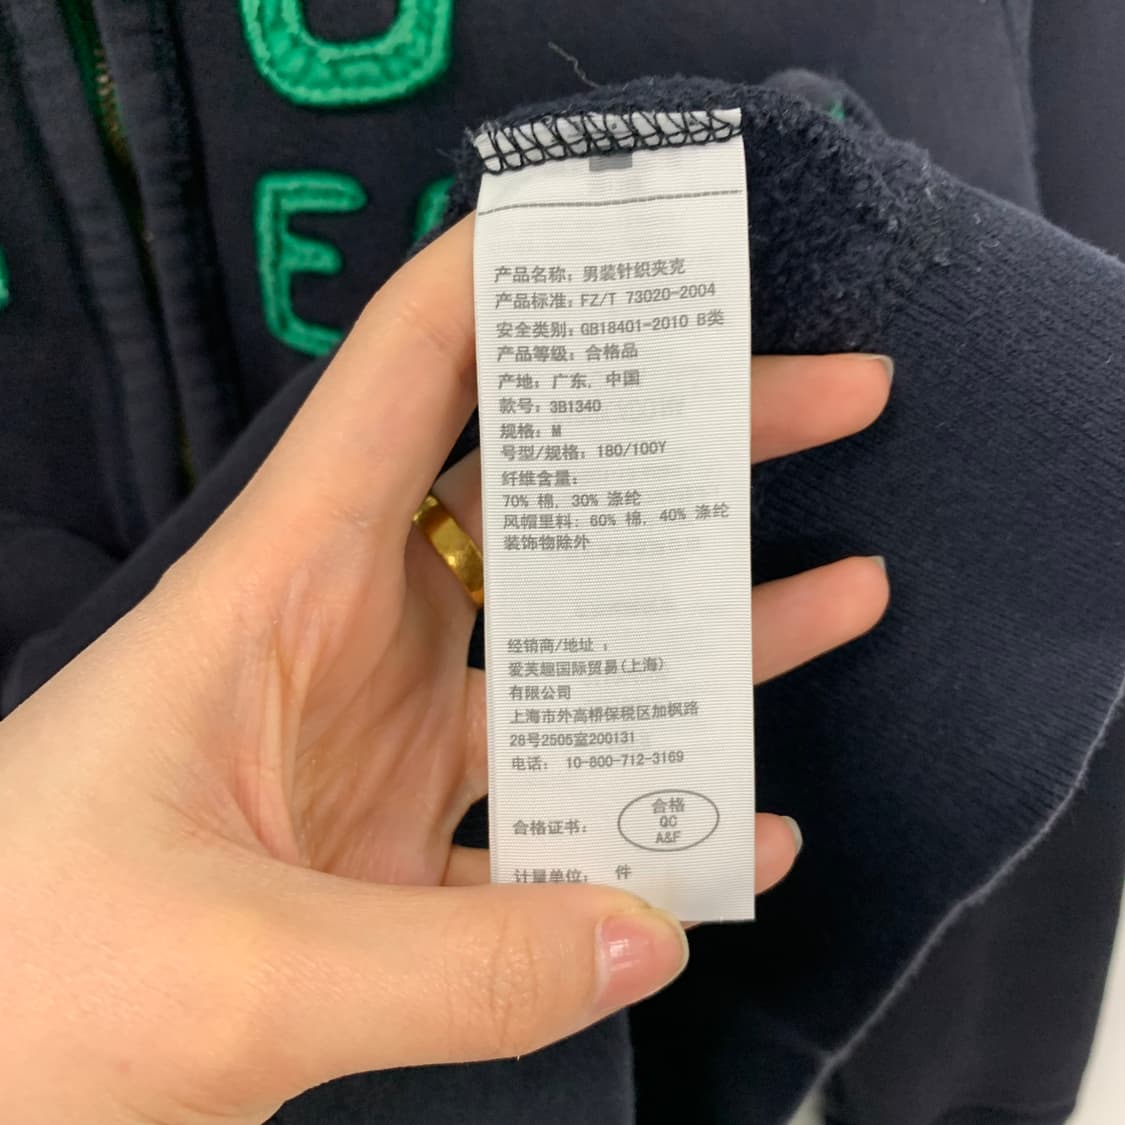 产品名称: 男装针织夹克
产品标准: FZ/T 73020-2004
安全类别: GB18401-2010 B类
产品等级: 合格品
产地: 广东, 中国
款号: 3B1340
规格: M
号型/规格: 180/100Y
纤维含量:
70% 棉, 30% 涤纶
风帽里料: 60% 棉, 40% 涤纶
装饰物除外
经销商/地址 :
爱芙趣国际贸易(上海)
有限公司
上海市外高桥保税区加枫路
28号2505室200131
电话: 10-800-712-3169
合格证书:
合格
QC
A&F
计量单位: 件
E